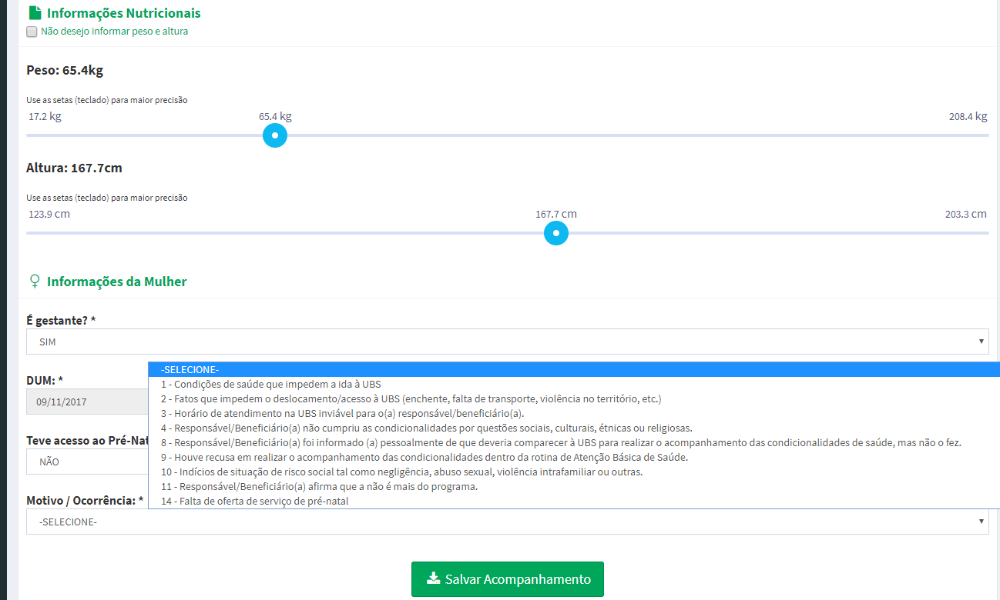 Informações Nutricionais
Não desejo informar peso e altura
Peso: 65.4kg
Use as setas (teclado) para maior precisão
17.2 kg 65.4 kg 208.4 kg
Altura: 167.7cm
Use as setas (teclado) para maior precisão
123.9 cm 167.7 cm 203.3 cm
Informações da Mulher
É gestante? *
SIM
DUM: *
09/11/2017
Teve acesso ao Pré-Nat
NÃO
-SELECIONE-
1 - Condições de saúde que impedem a ida à UBS
2 - Fatos que impedem o deslocamento/acesso à UBS (enchente, falta de transporte, violência no território, etc.)
3 - Horário de atendimento na UBS inviável para o(a) responsável/beneficiário(a).
4 - Responsável/Beneficiário(a) não cumpriu as condicionalidades por questões sociais, culturais, étnicas ou religiosas.
8 - Responsável/Beneficiário(a) foi informado (a) pessoalmente de que deveria comparecer à UBS para realizar o acompanhamento das condicionalidades de saúde, mas não o fez.
9 - Houve recusa em realizar o acompanhamento das condicionalidades dentro da rotina de Atenção Básica de Saúde.
10 - Indícios de situação de risco social tal como negligência, abuso sexual, violência intrafamiliar ou outras.
11 - Responsável/Beneficiário(a) afirma que a não é mais do programa.
14 - Falta de oferta de serviço de pré-natal
Motivo / Ocorrência: *
-SELECIONE-
Salvar Acompanhamento